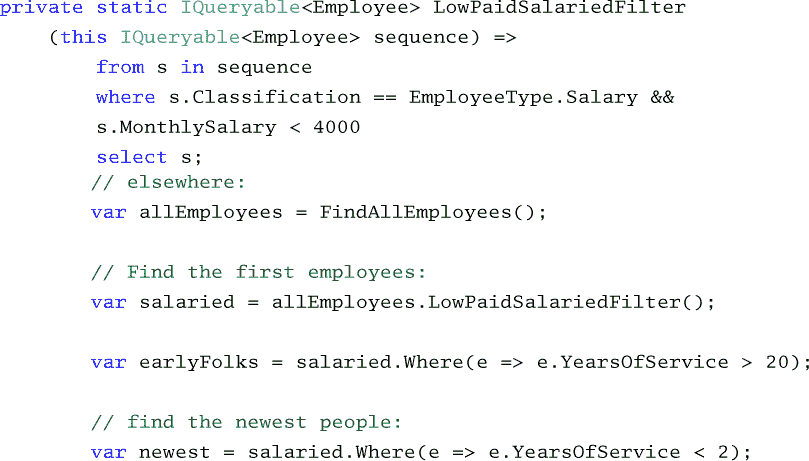 private static IQueryable<Employee> LowPaidSalariedFilter
(this IQueryable<Employee> sequence) =>
from s in sequence
where s.Classification == EmployeeType.Salary &&
s.MonthlySalary < 4000
select s;
// elsewhere:
var allEmployees = FindAllEmployees();
// Find the first employees:
var salaried = allEmployees.LowPaidSalariedFilter();
var earlyFolks = salaried.Where(e => e.YearsOfService > 20);
// find the newest people:
var newest = salaried.Where(e => e.YearsOfService < 2);